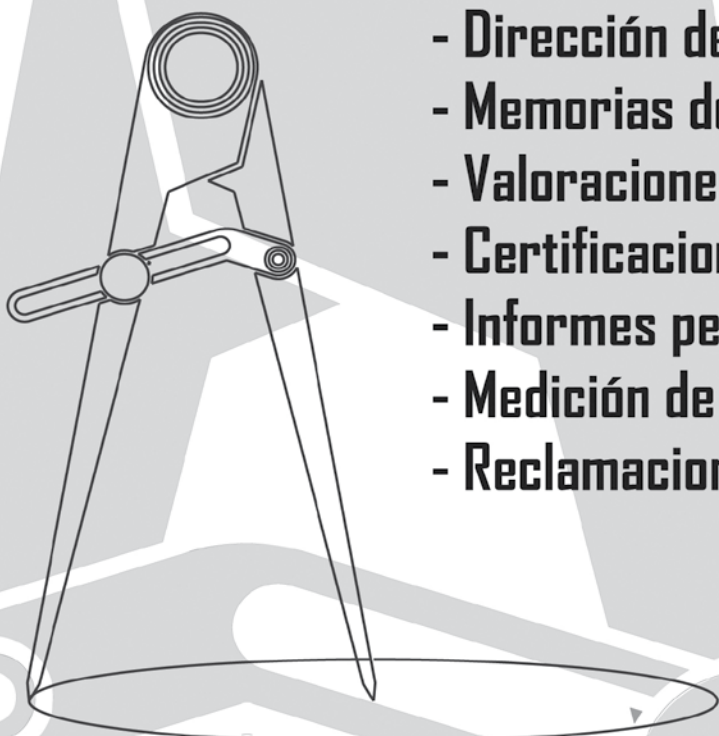 - Dirección de
- Memorias d
- Valoracione
- Certificacion
- Informes pe
- Medición de
- Reclamacion